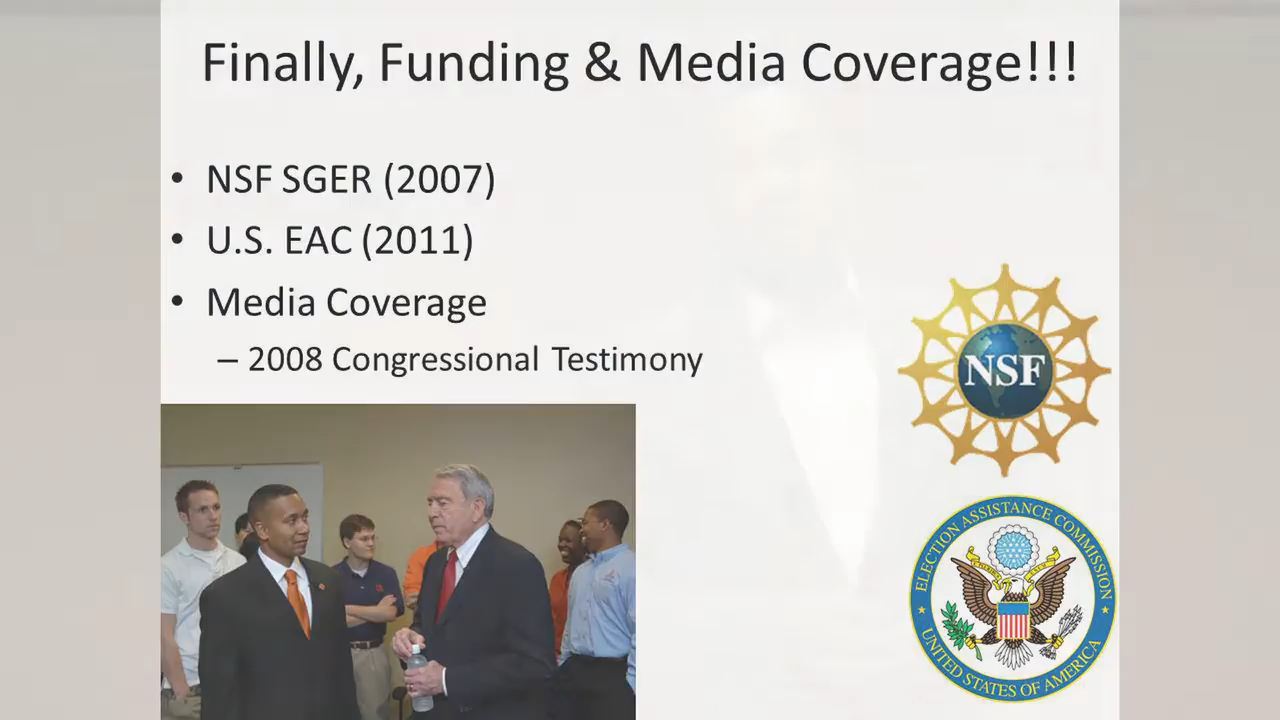 Finally, Funding & Media Coverage!!!
• NSF SGER (2007)
• U.S. EAC (2011)
• Media Coverage
– 2008 Congressional Testimony
NSF
ELECTION ASSISTANCE COMMISSION
UNITED STATES OF AMERICA